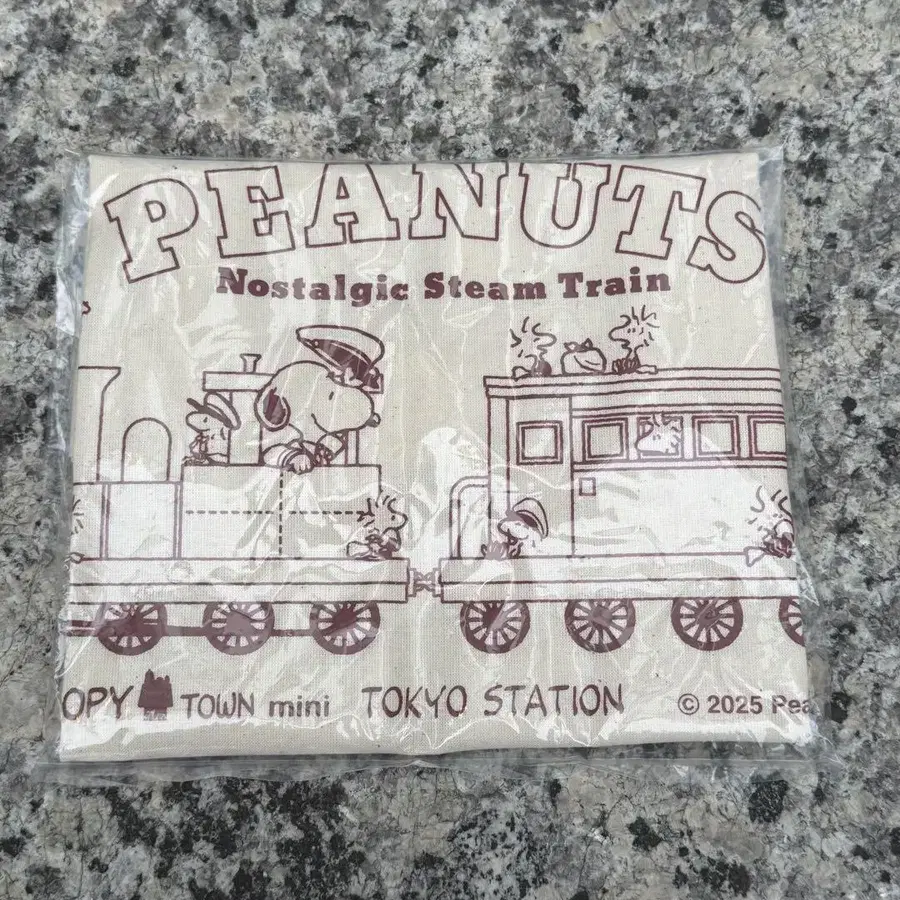 PEANUTS
Nostalgic Steam Train
OPY TOWN mini TOKYO STATION © 2025 Pea